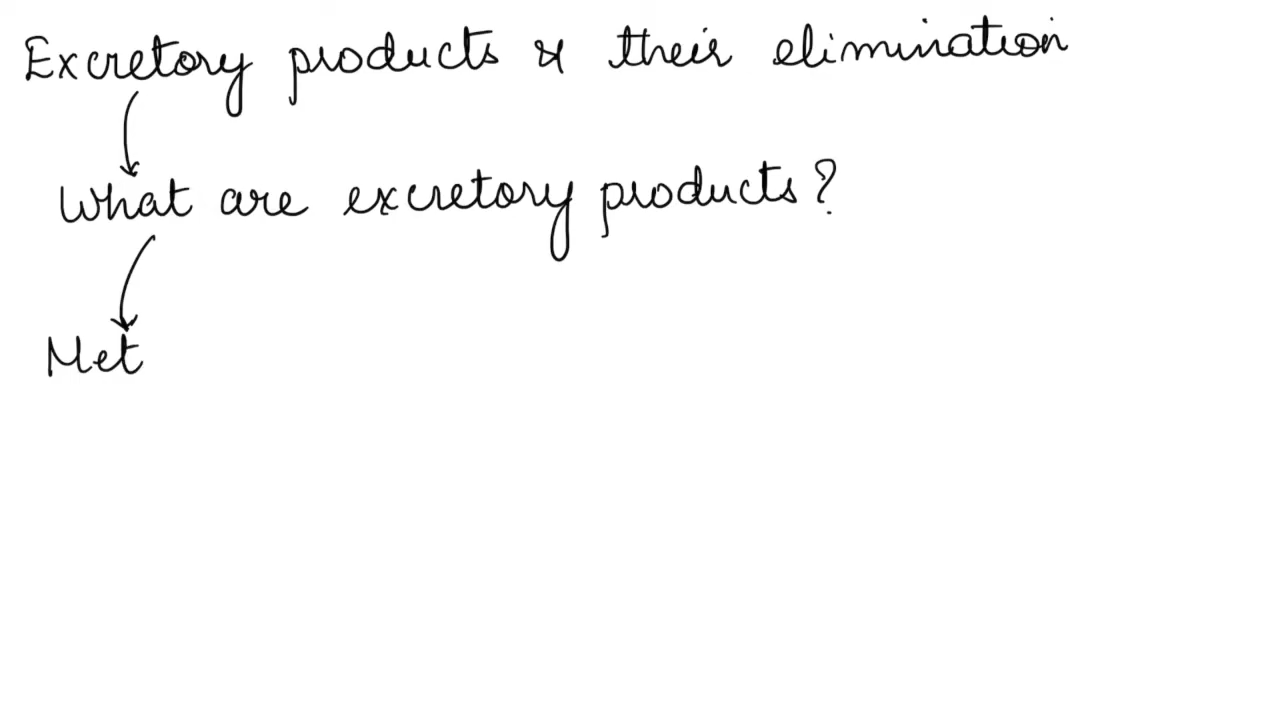 Excretory products & their elimination
What are excretory products?
Met